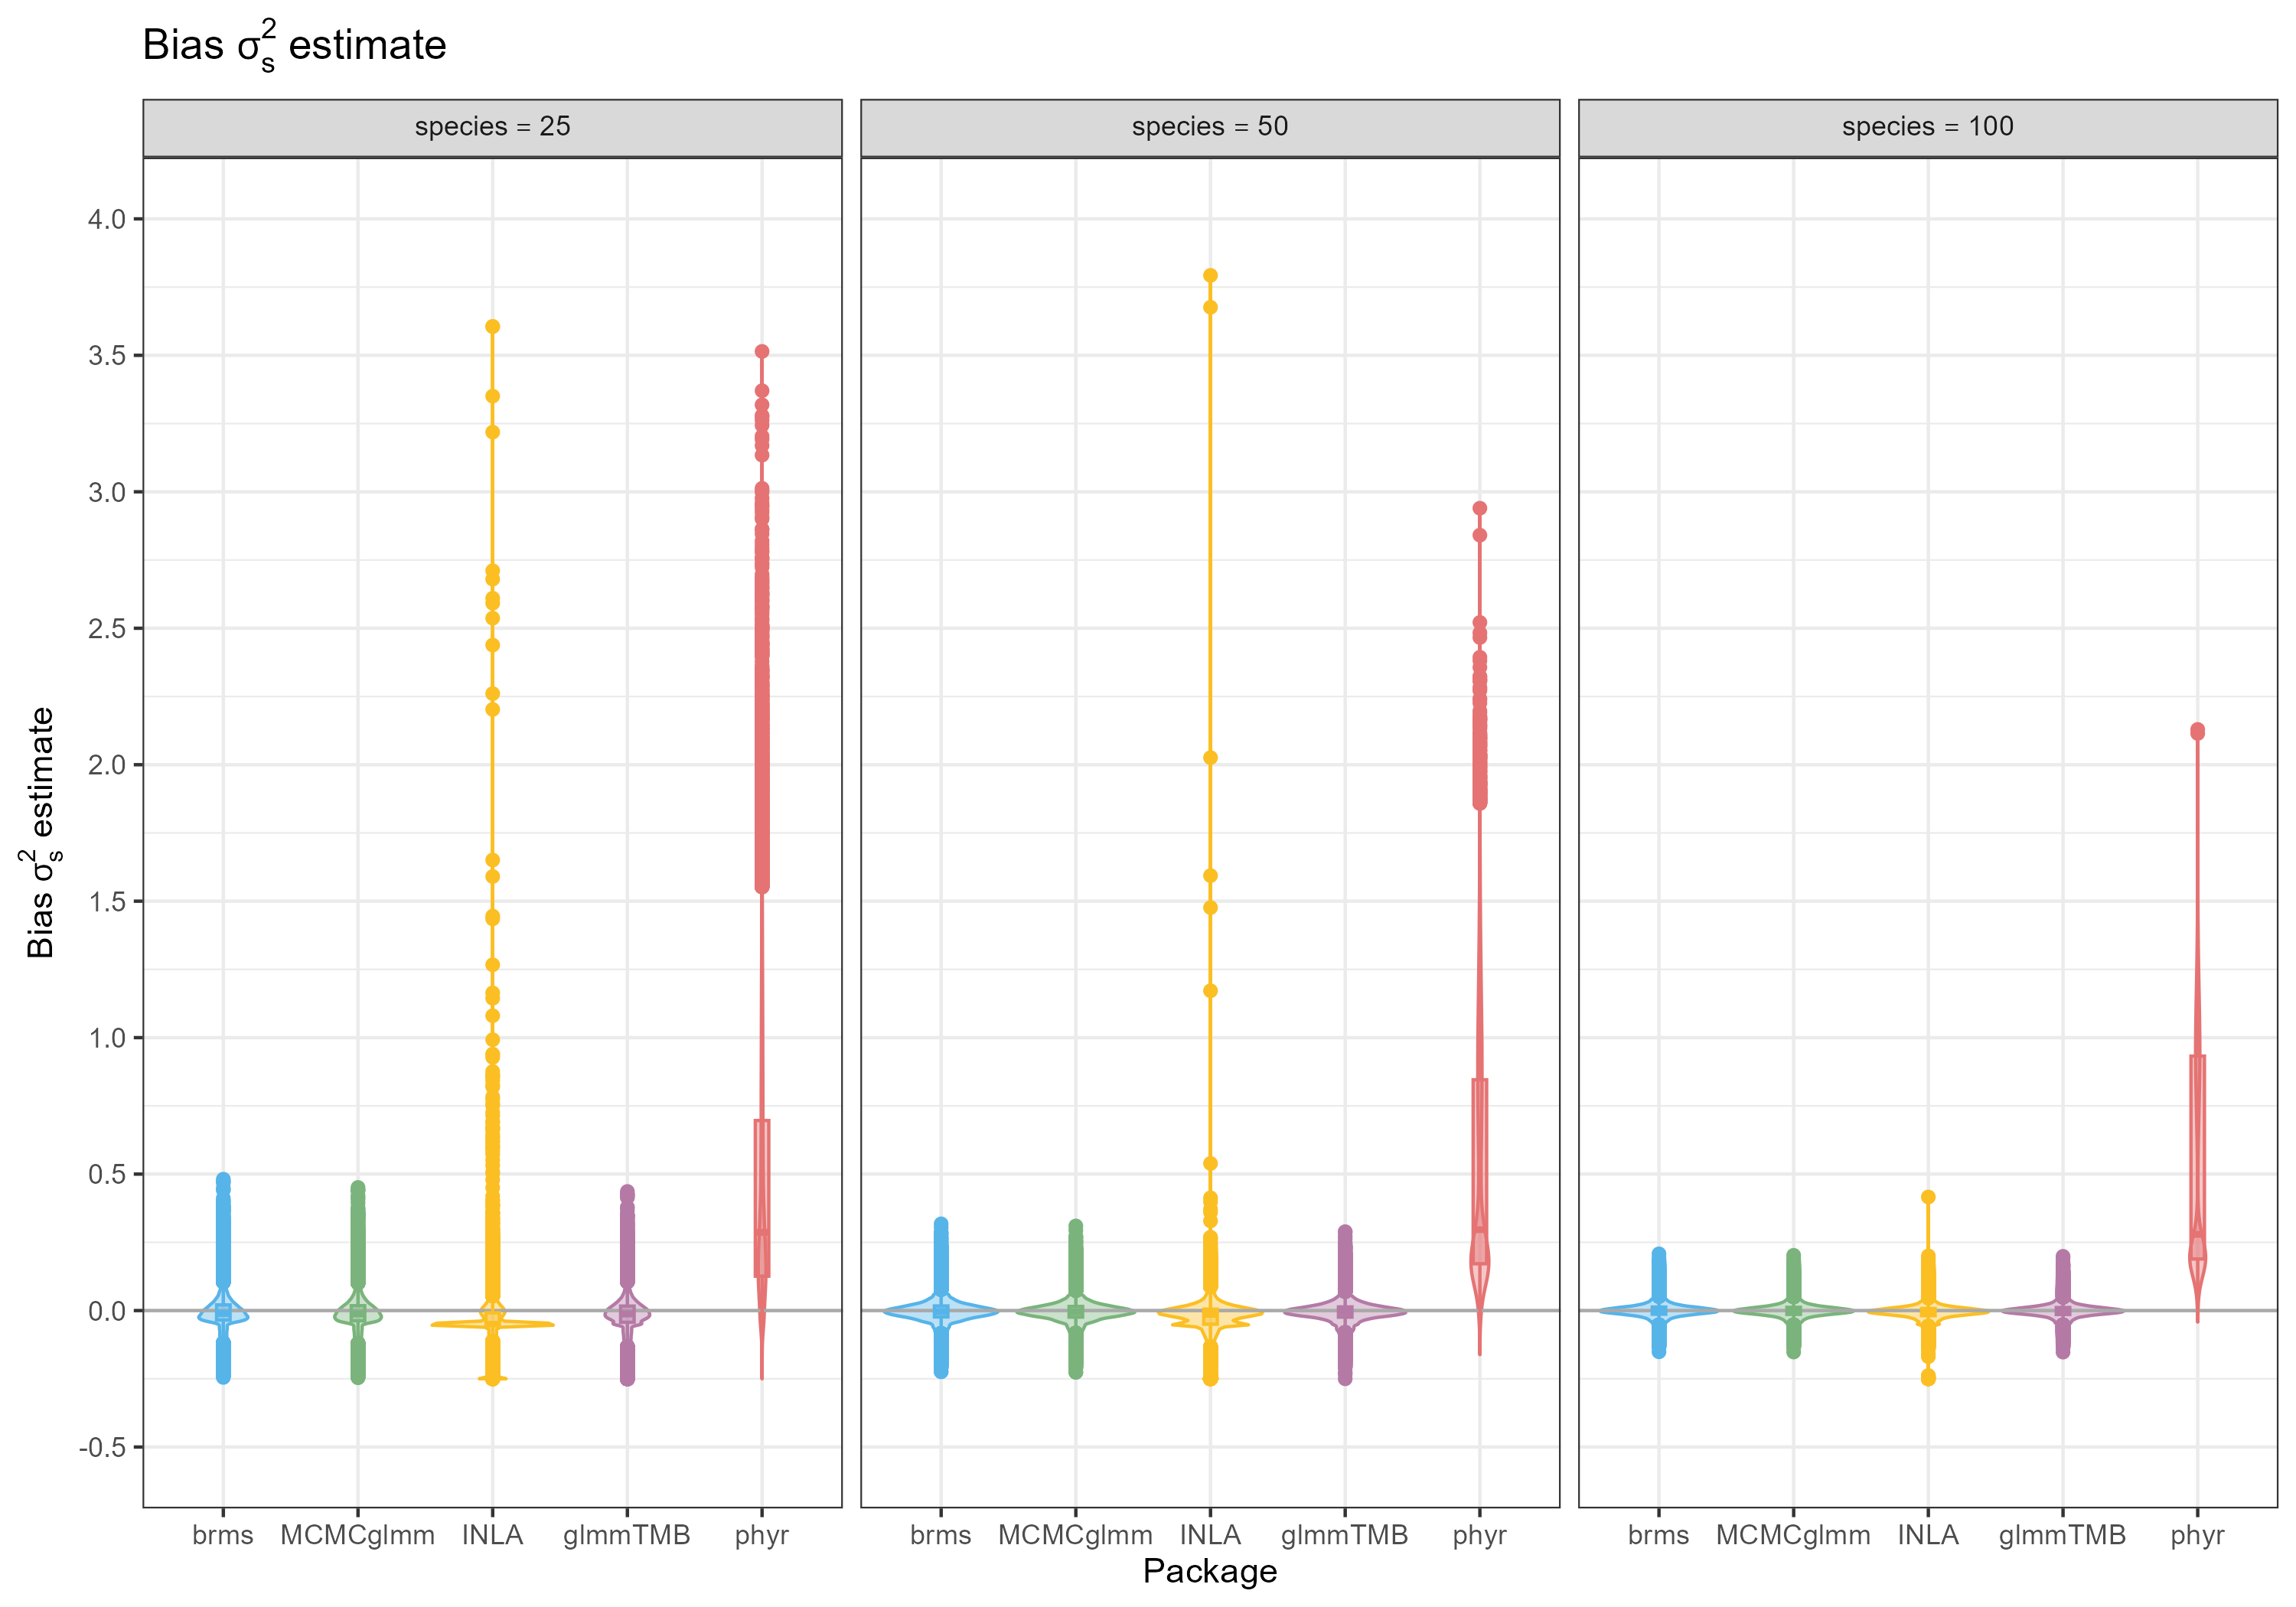 Bias σ²ₛ estimate
species = 25
species = 50
species = 100
Bias σ²ₛ estimate
4.0
3.5
3.0
2.5
2.0
1.5
1.0
0.5
0.0
-0.5
brms MCMCglmm INLA glmmTMB phyr
brms MCMCglmm INLA glmmTMB phyr
brms MCMCglmm INLA glmmTMB phyr
Package